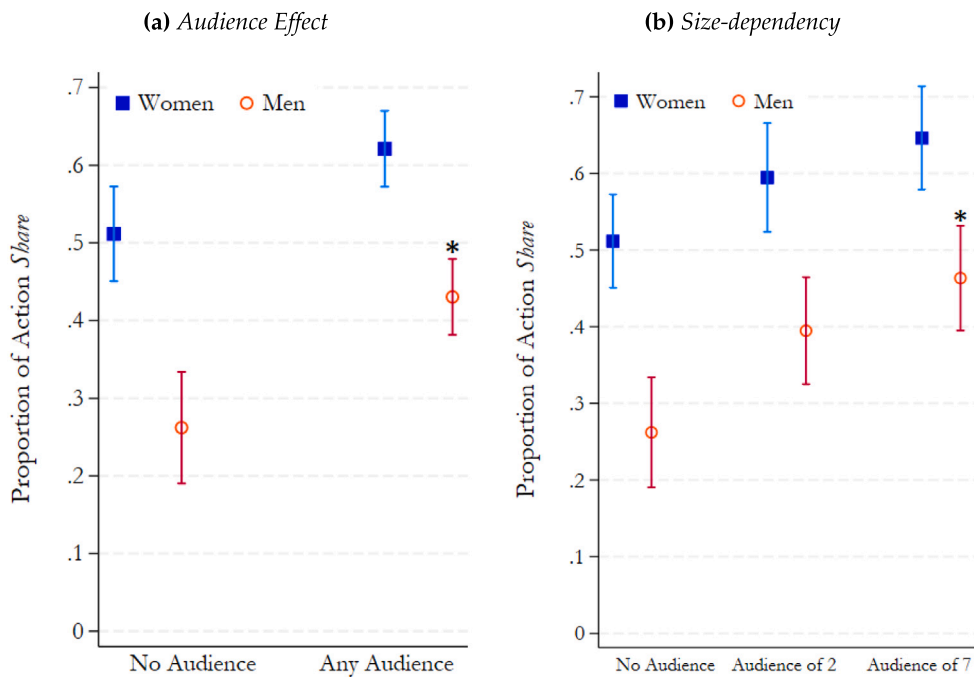 (a) Audience Effect
Proportion of Action Share
.7
.6
.5
.4
.3
.2
.1
0
Women Men
*
No Audience Any Audience
(b) Size-dependency
Proportion of Action Share
.7
.6
.5
.4
.3
.2
.1
0
Women Men
*
No Audience Audience of 2 Audience of 7